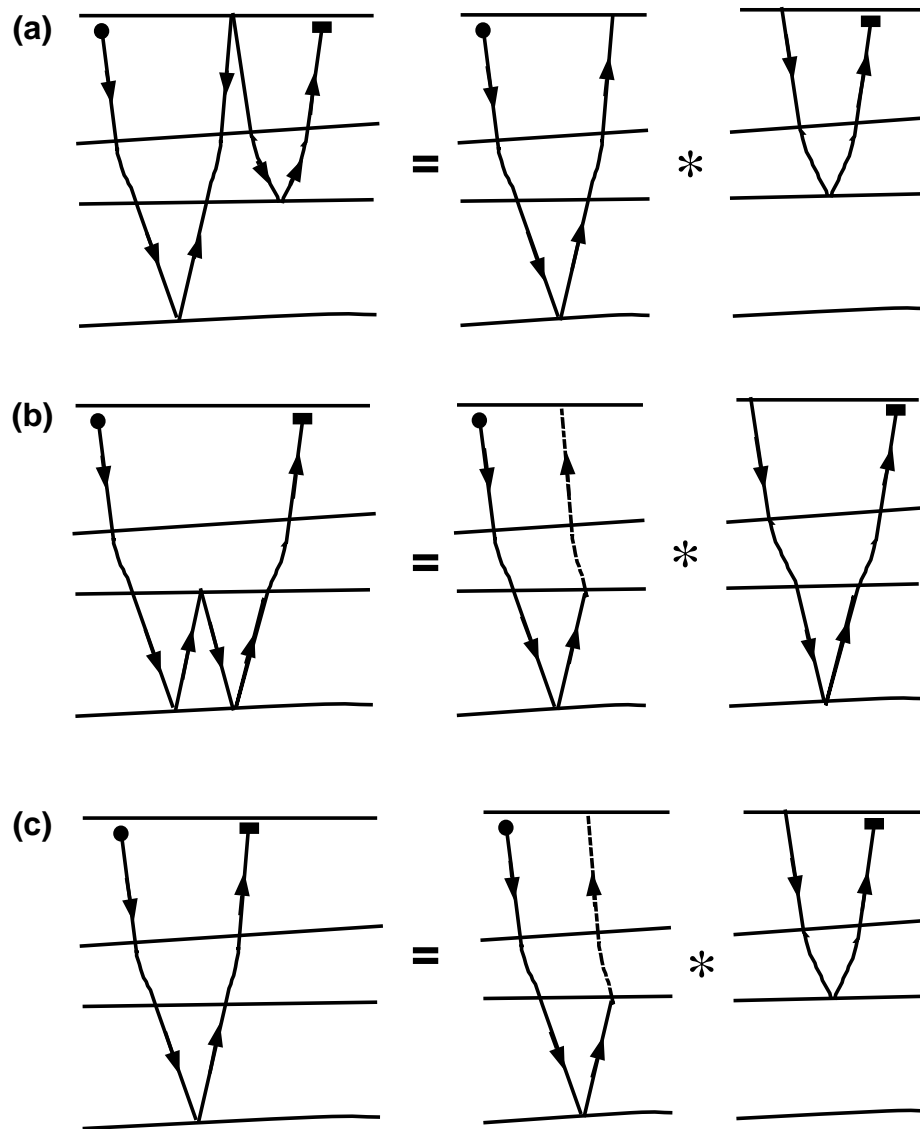 (a)
= *
(b)
= *
(c)
= *